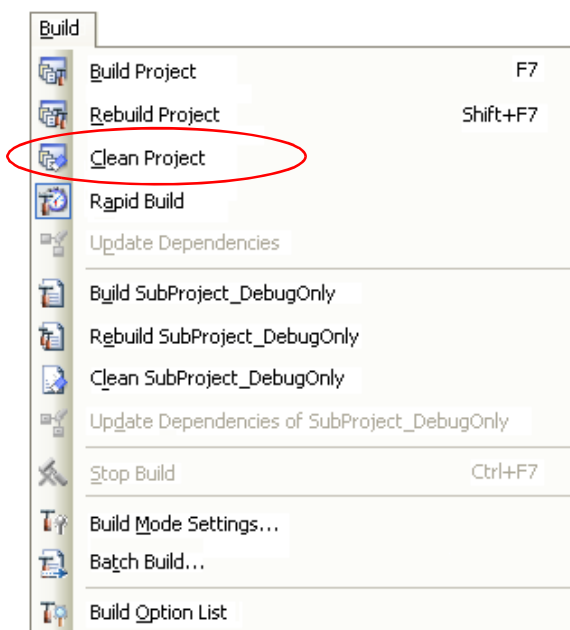 Build
Build Project F7
Rebuild Project Shift+F7
Clean Project
Rapid Build
Update Dependencies
Build SubProject_DebugOnly
Rebuild SubProject_DebugOnly
Clean SubProject_DebugOnly
Update Dependencies of SubProject_DebugOnly
Stop Build Ctrl+F7
Build Mode Settings...
Batch Build...
Build Option List